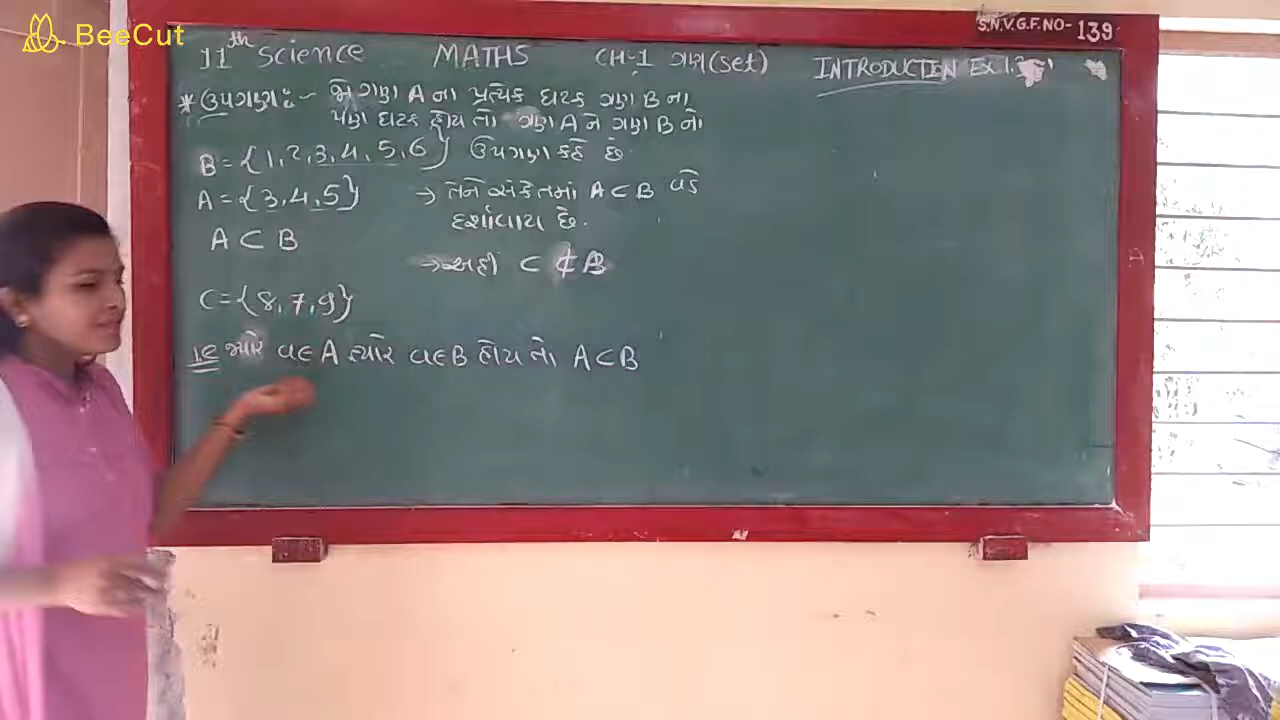 BeeCut
S.N.V.G.F.NO-139
11th Science MATHS CH-1 ગણ(set) INTRODUCTION Ex 1.3
* ઉપગણ :- જો ગણ A ના પ્રત્યેક ઘટક ગણ B ના
પણ ઘટક હોય તો ગણ A ને ગણ B નો
B = {1, 2, 3, 4, 5, 6} ઉપગણ કહે છે.
A = {3, 4, 5} → તેને સંકેતમાં A ⊂ B વડે
દર્શાવાય છે.
A ⊂ B
→ અહીં C ⊄ B
C = {8, 7, 9}
જ્યારે a ∈ A ત્યારે a ∈ B હોય તો A ⊂ B